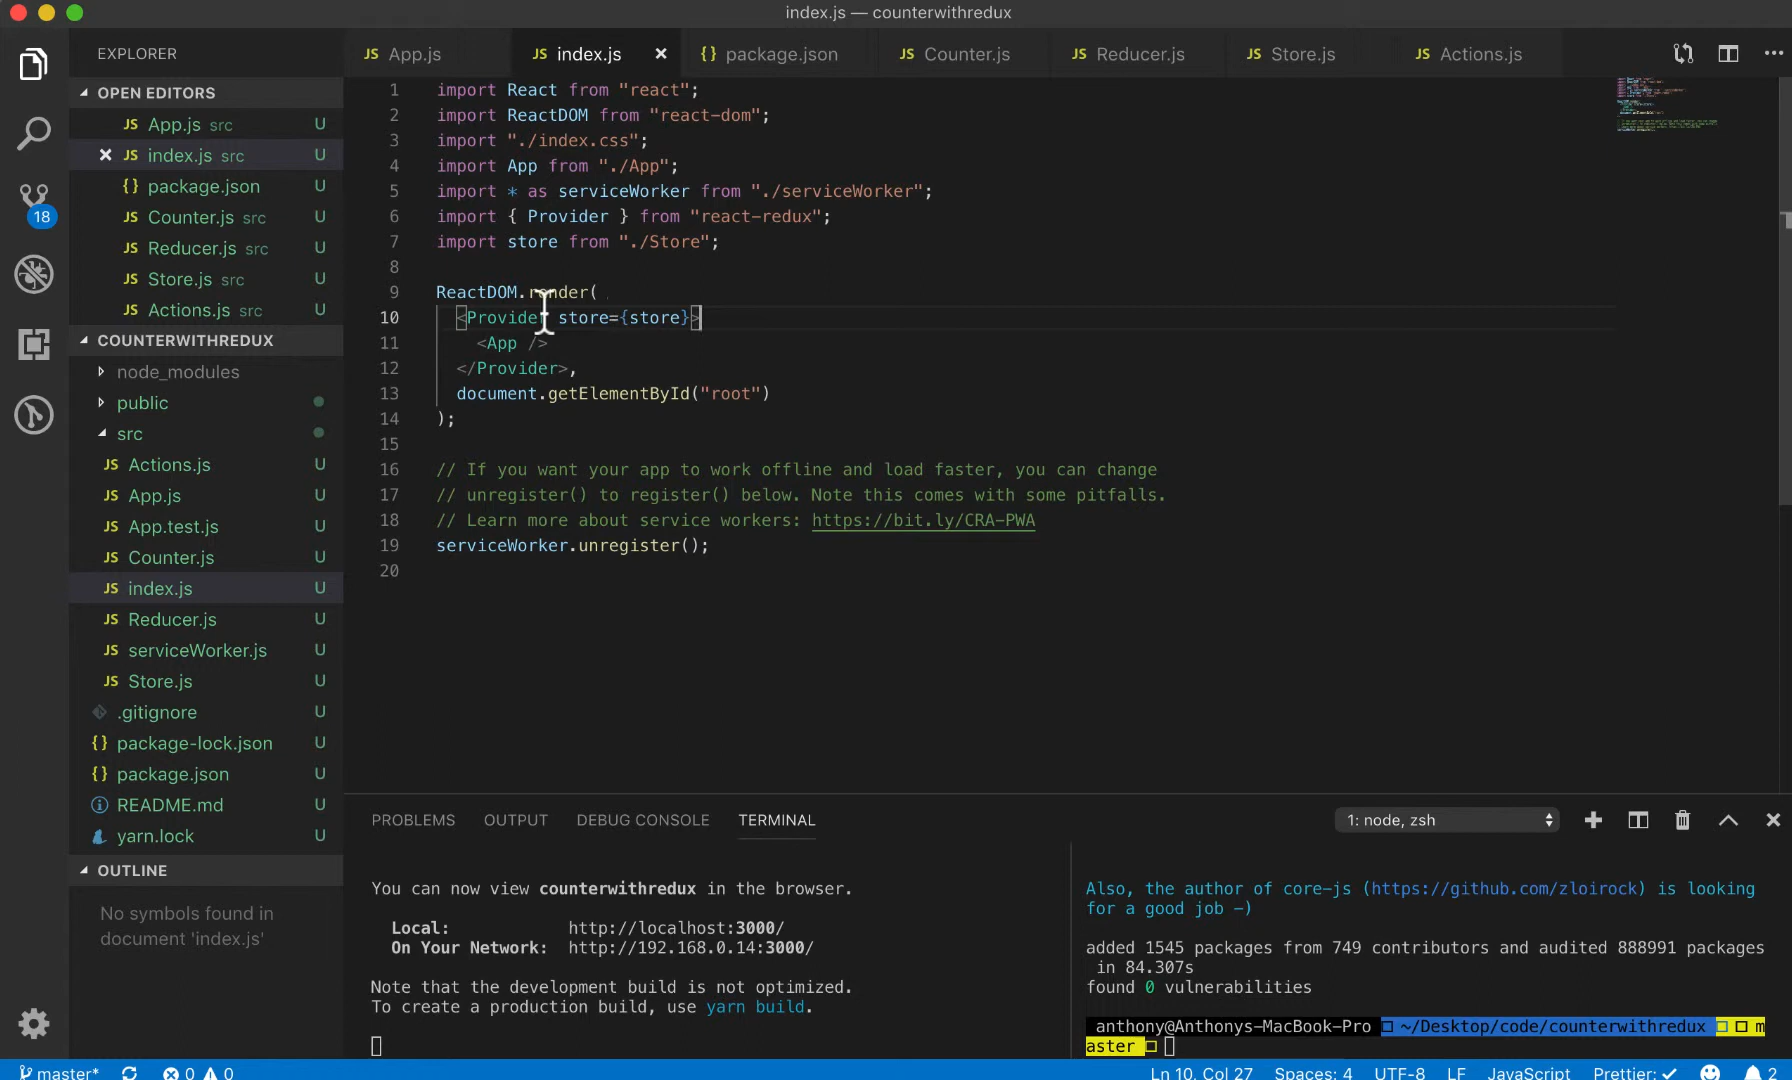 index.js — counterwithredux
EXPLORER
OPEN EDITORS
JS App.js src U
JS index.js src U
{} package.json U
JS Counter.js src U
JS Reducer.js src U
JS Store.js src U
JS Actions.js src U
18
COUNTERWITHREDUX
node_modules
public
src
JS Actions.js U
JS App.js U
JS App.test.js U
JS Counter.js U
JS index.js U
JS Reducer.js U
JS serviceWorker.js U
JS Store.js U
.gitignore U
{} package-lock.json U
{} package.json U
README.md U
yarn.lock U
OUTLINE
No symbols found in
document 'index.js'
JS App.js JS index.js {} package.json JS Counter.js JS Reducer.js JS Store.js JS Actions.js
1 import React from "react";
2 import ReactDOM from "react-dom";
3 import "./index.css";
4 import App from "./App";
5 import * as serviceWorker from "./serviceWorker";
6 import { Provider } from "react-redux";
7 import store from "./Store";
8
9 ReactDOM.render(
10 <Provider store={store}>
11 <App />
12 </Provider>,
13 document.getElementById("root")
14 );
15
16 // If you want your app to work offline and load faster, you can change
17 // unregister() to register() below. Note this comes with some pitfalls.
18 // Learn more about service workers: https://bit.ly/CRA-PWA
19 serviceWorker.unregister();
20
PROBLEMS OUTPUT DEBUG CONSOLE TERMINAL
1: node, zsh
You can now view counterwithredux in the browser.
Local: http://localhost:3000/
On Your Network: http://192.168.0.14:3000/
Note that the development build is not optimized.
To create a production build, use yarn build.
Also, the author of core-js (https://github.com/zloirock) is looking
for a good job -)
added 1545 packages from 749 contributors and audited 888991 packages
in 84.307s
found 0 vulnerabilities
anthony@Anthonys-MacBook-Pro ~/Desktop/code/counterwithredux m
aster
master* 0 0 Ln 10, Col 27 Spaces: 4 UTF-8 LF JavaScript Prettier: ✓ 2